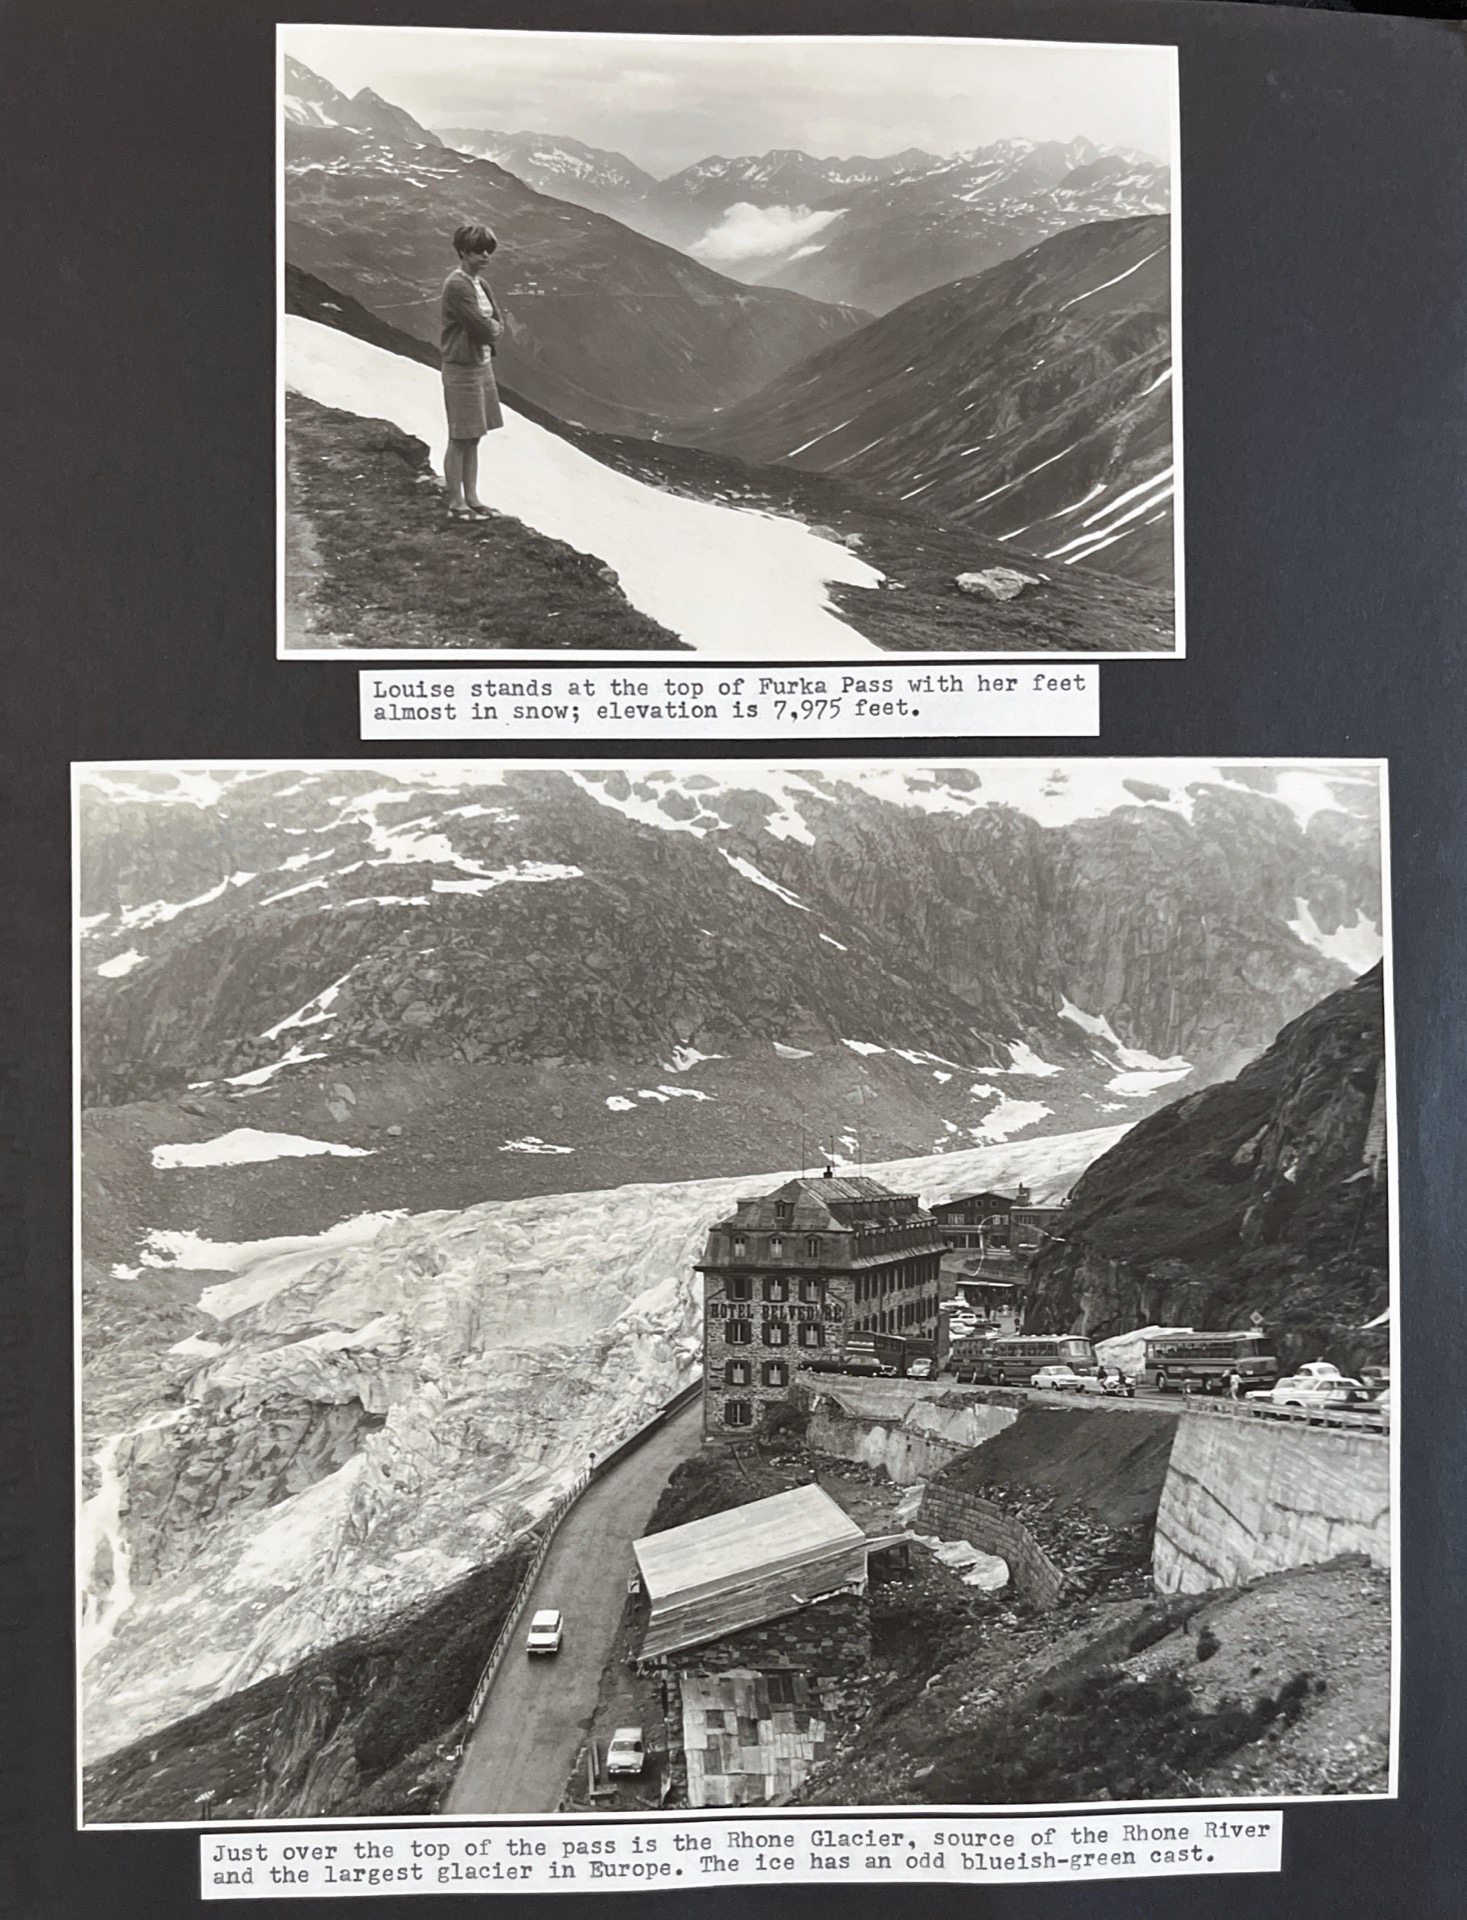 Louise stands at the top of Furka Pass with her feet
almost in snow; elevation is 7,975 feet.
HOTEL BELVEDERE
Just over the top of the pass is the Rhone Glacier, source of the Rhone River
and the largest glacier in Europe. The ice has an odd blueish-green cast.